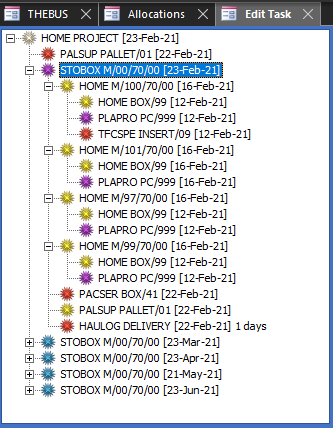 THEBUS Allocations Edit Task
HOME PROJECT [23-Feb-21]
PALSUP PALLET/01 [22-Feb-21]
STOBOX M/00/70/00 [23-Feb-21]
HOME M/100/70/00 [16-Feb-21]
HOME BOX/99 [12-Feb-21]
PLAPRO PC/999 [12-Feb-21]
TFCSPE INSERT/09 [12-Feb-21]
HOME M/101/70/00 [16-Feb-21]
HOME BOX/99 [12-Feb-21]
PLAPRO PC/999 [12-Feb-21]
HOME M/97/70/00 [16-Feb-21]
HOME BOX/99 [12-Feb-21]
PLAPRO PC/999 [12-Feb-21]
HOME M/99/70/00 [16-Feb-21]
HOME BOX/99 [12-Feb-21]
PLAPRO PC/999 [12-Feb-21]
PACSER BOX/41 [22-Feb-21]
PALSUP PALLET/01 [22-Feb-21]
HAULOG DELIVERY [22-Feb-21] 1 days
STOBOX M/00/70/00 [23-Mar-21]
STOBOX M/00/70/00 [23-Apr-21]
STOBOX M/00/70/00 [21-May-21]
STOBOX M/00/70/00 [23-Jun-21]